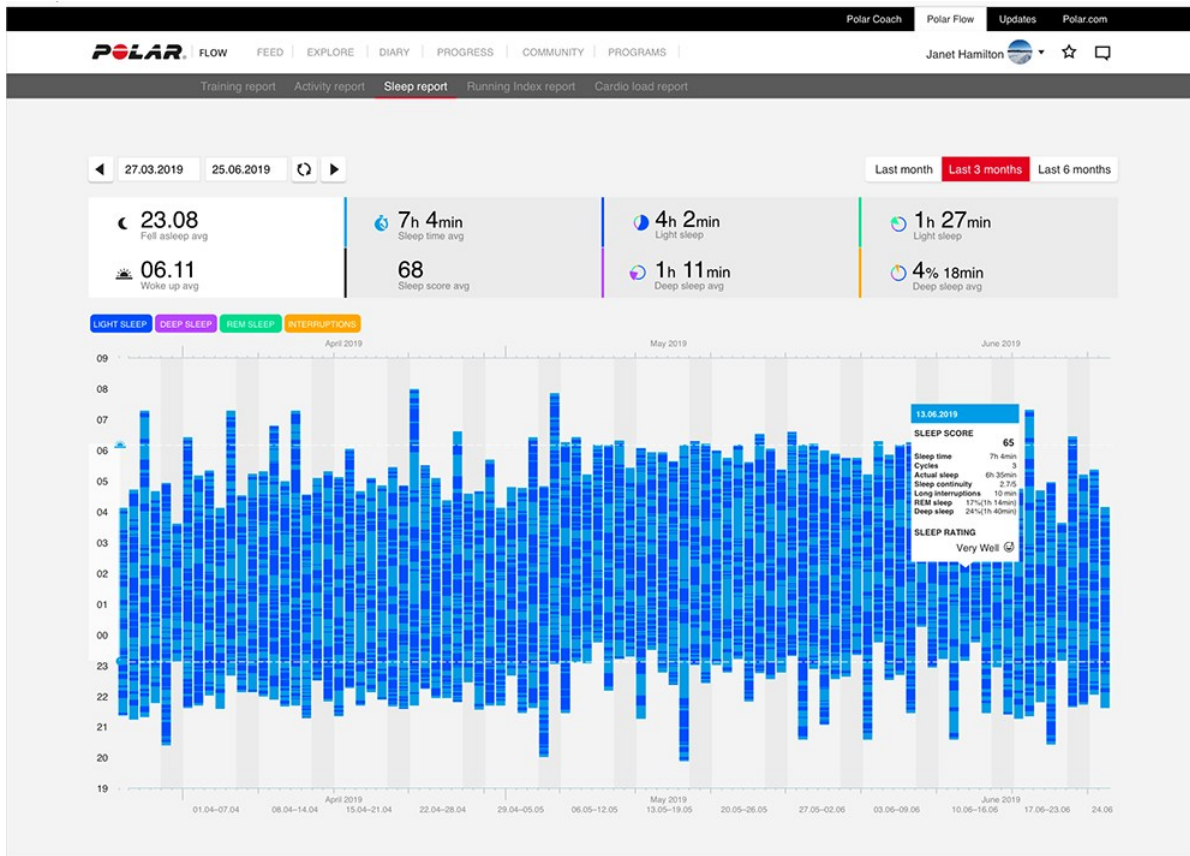 Polar Coach Polar Flow Updates Polar.com
POLAR. FLOW FEED EXPLORE DIARY PROGRESS COMMUNITY PROGRAMS Janet Hamilton
Training report Activity report Sleep report Running Index report Cardio load report
27.03.2019 25.06.2019 Last month Last 3 months Last 6 months
23.08 7h 4min 4h 2min 1h 27min
Fell asleep avg Sleep time avg Light sleep Light sleep
06.11 68 1h 11min 4% 18min
Woke up avg Sleep score avg Deep sleep avg Deep sleep avg
LIGHT SLEEP DEEP SLEEP REM SLEEP INTERRUPTIONS
April 2019 May 2019 June 2019
09
08
07
06
05
04
03
02
01
00
23
22
21
20
19
13.06.2019
SLEEP SCORE
65
Sleep time 7h 4min
Cycles 3
Actual sleep 6h 35min
Sleep continuity 2.7/5
Long interruptions 10 min
REM sleep 17%(1h 14min)
Deep sleep 24%(1h 40min)
SLEEP RATING
Very Well
April 2019 May 2019 June 2019
01.04–07.04 08.04–14.04 15.04–21.04 22.04–28.04 29.04–05.05 06.05–12.05 13.05–19.05 20.05–26.05 27.05–02.06 03.06–09.06 10.06–16.06 17.06–23.06 24.06